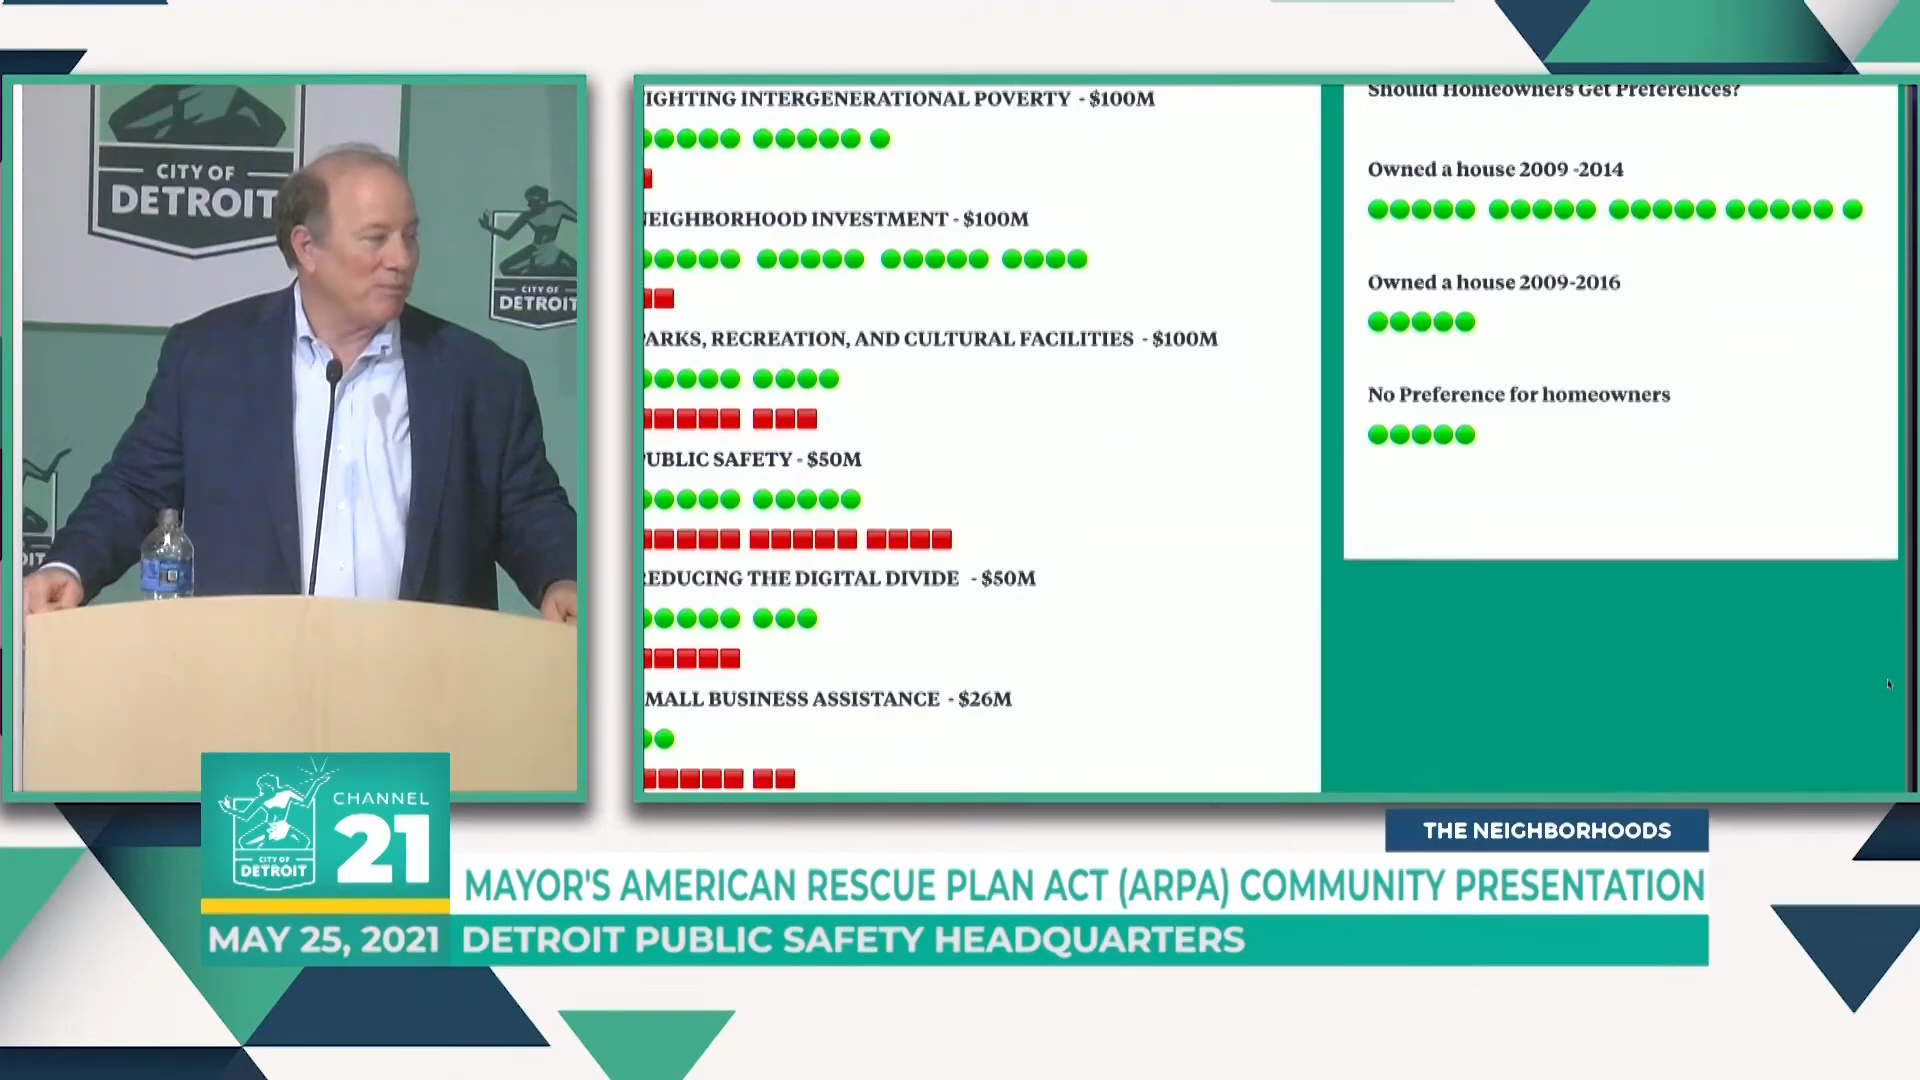 CITY OF
DETROIT
CITY OF
DETROIT
IGHTING INTERGENERATIONAL POVERTY - $100M
EIGHBORHOOD INVESTMENT - $100M
ARKS, RECREATION, AND CULTURAL FACILITIES - $100M
UBLIC SAFETY - $50M
EDUCING THE DIGITAL DIVIDE - $50M
MALL BUSINESS ASSISTANCE - $26M
Should Homeowners Get Preferences?
Owned a house 2009 -2014
Owned a house 2009-2016
No Preference for homeowners
CITY OF
DETROIT
CHANNEL
21
THE NEIGHBORHOODS
MAYOR'S AMERICAN RESCUE PLAN ACT (ARPA) COMMUNITY PRESENTATION
MAY 25, 2021
DETROIT PUBLIC SAFETY HEADQUARTERS